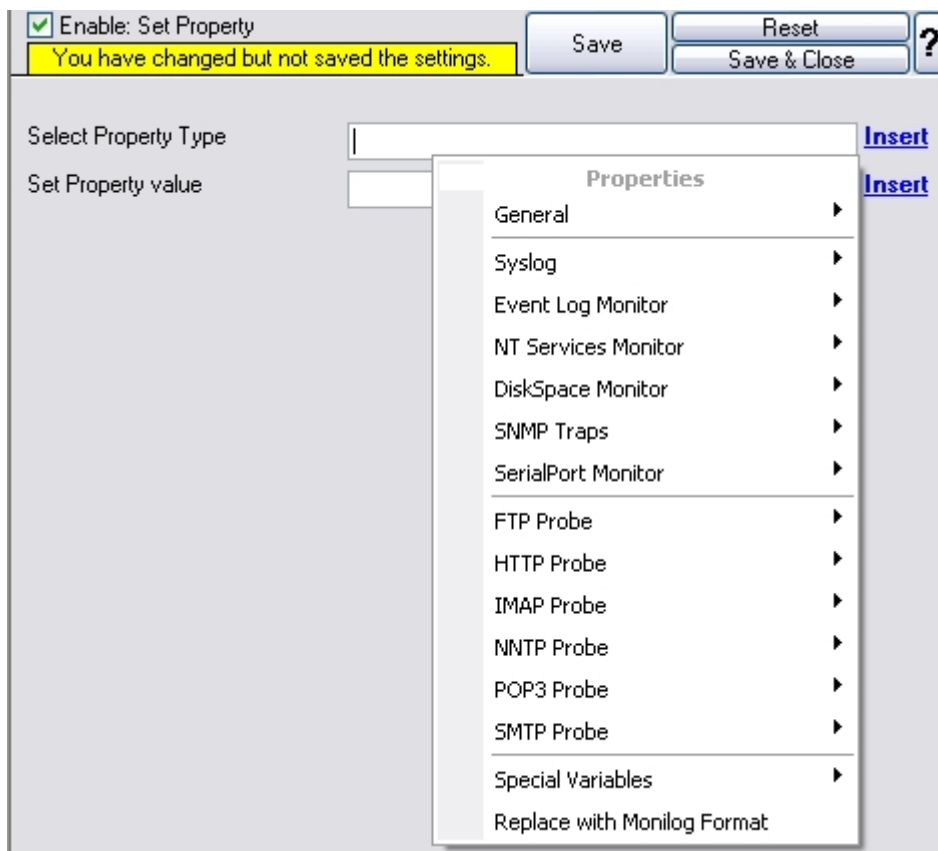 Enable: Set Property
You have changed but not saved the settings.
Save
Reset
Save & Close
?
Select Property Type
Insert
Set Property value
Insert
Properties
General
Syslog
Event Log Monitor
NT Services Monitor
DiskSpace Monitor
SNMP Traps
SerialPort Monitor
FTP Probe
HTTP Probe
IMAP Probe
NNTP Probe
POP3 Probe
SMTP Probe
Special Variables
Replace with Monilog Format